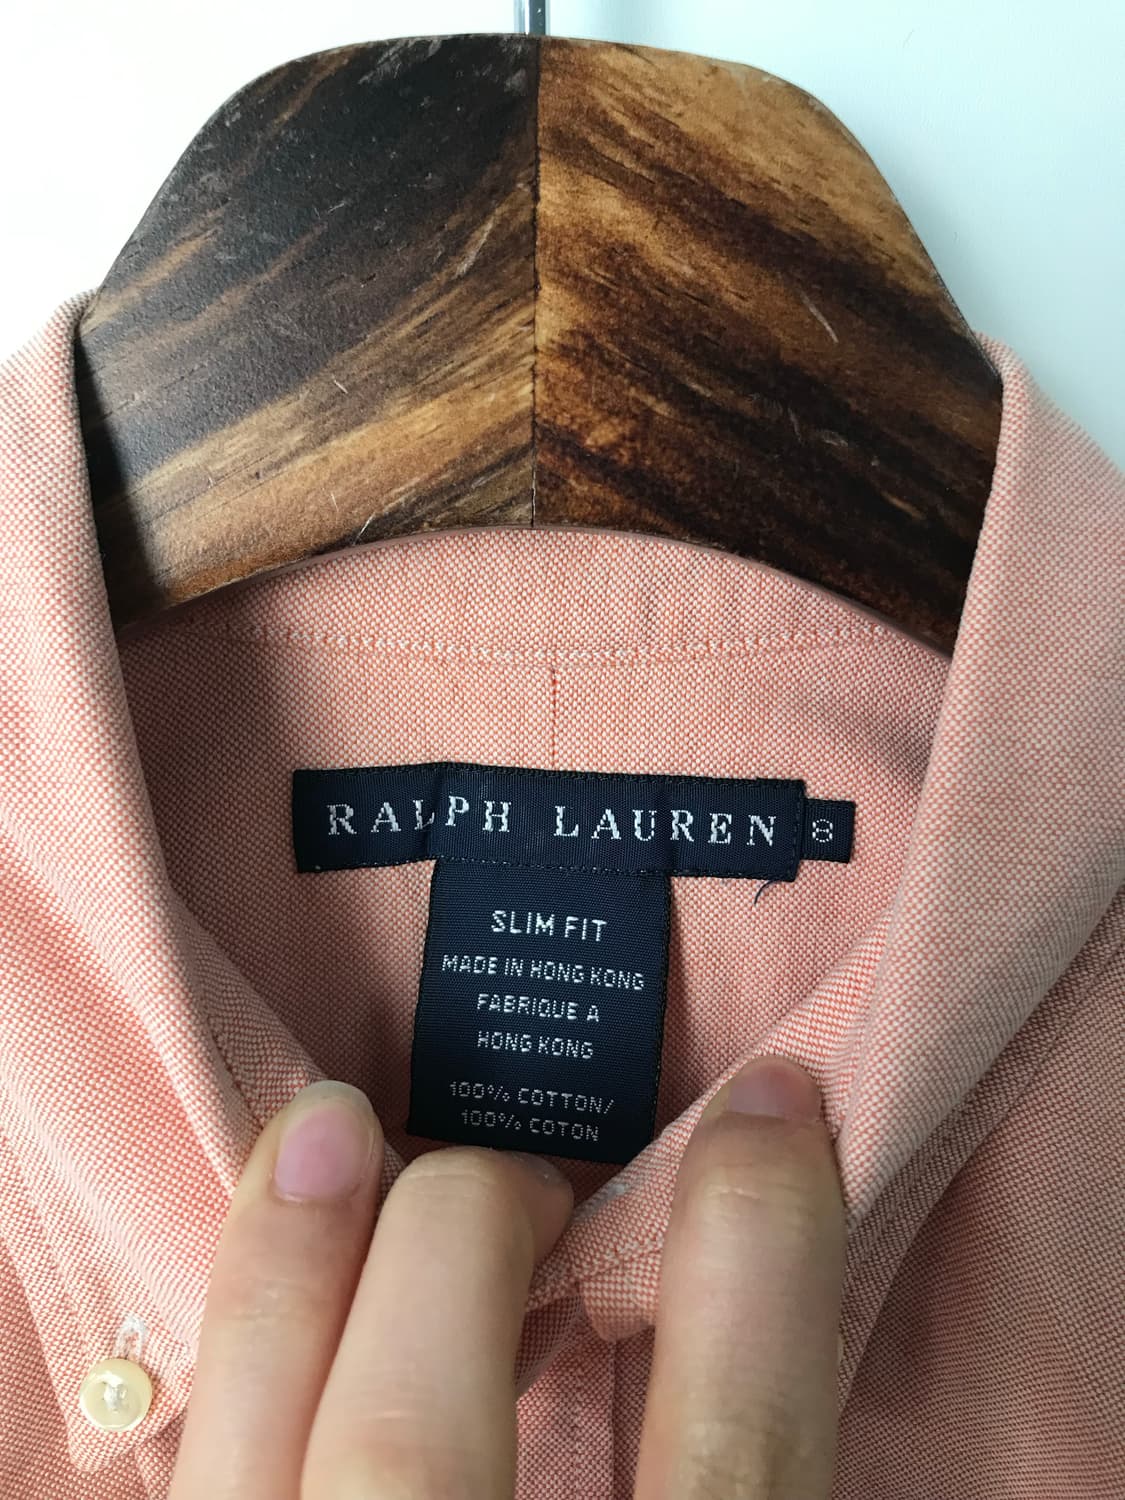 RALPH LAUREN
8
SLIM FIT
MADE IN HONG KONG
FABRIQUE A
HONG KONG
100% COTTON/
100% COTON